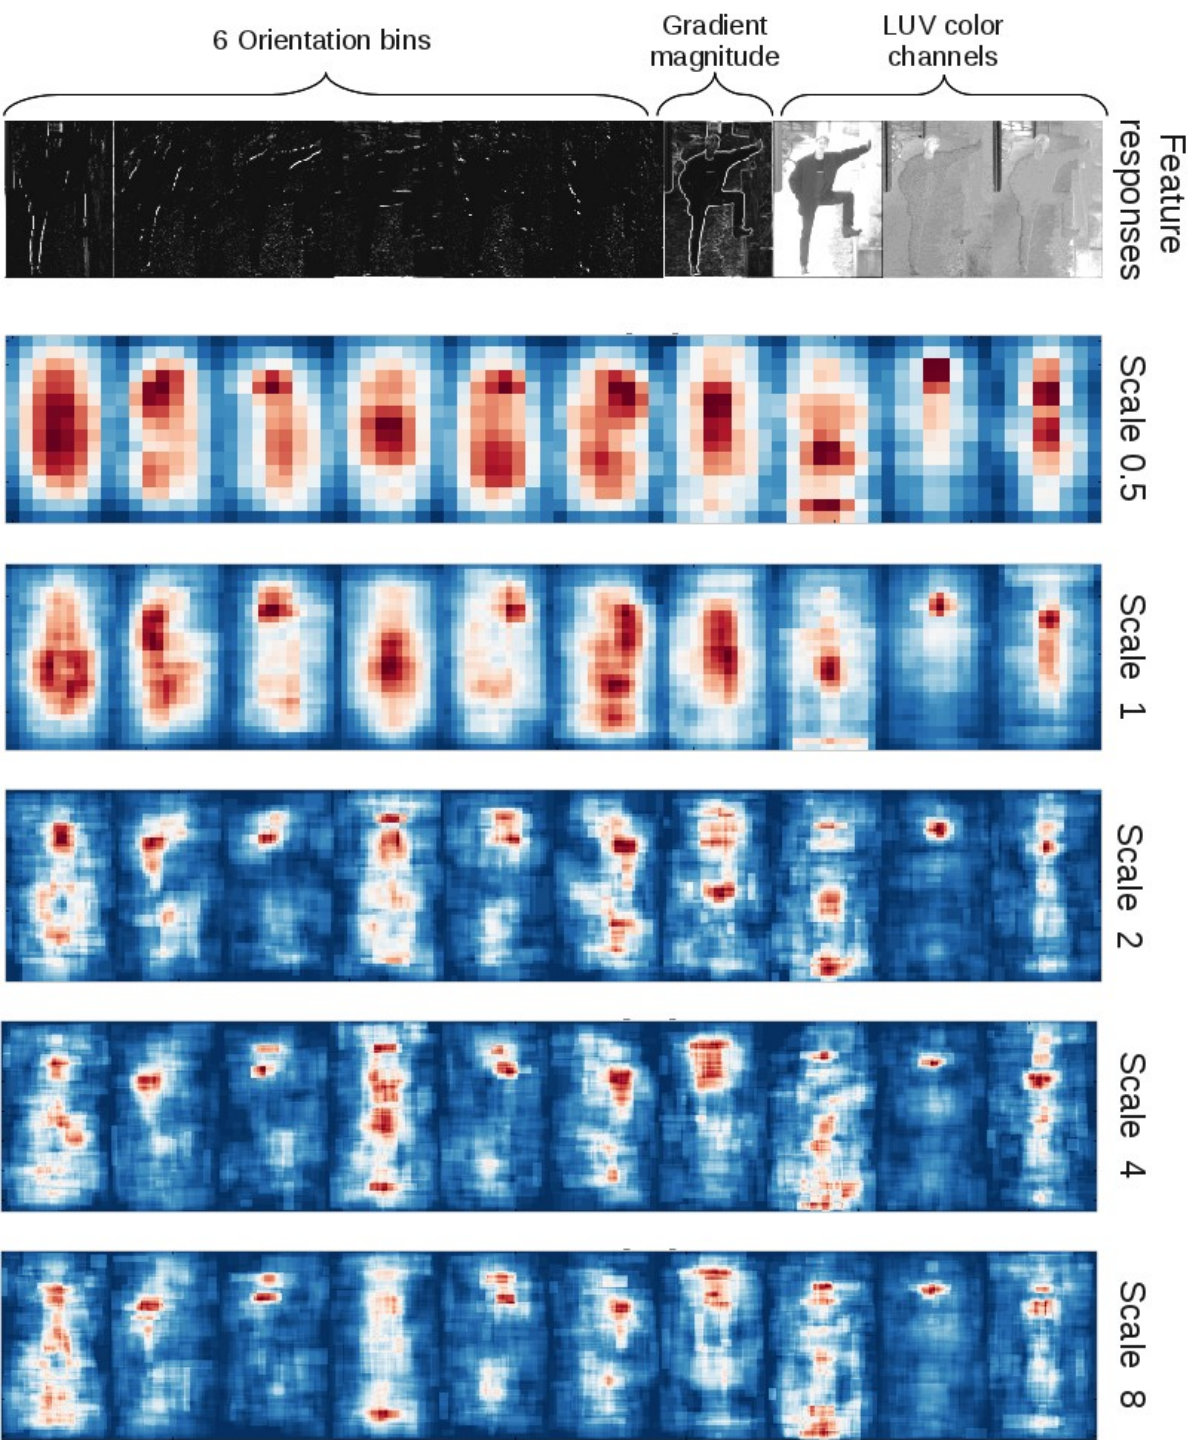 6 Orientation bins
Gradient
magnitude
LUV color
channels
Feature
responses
Scale 0.5
Scale 1
Scale 2
Scale 4
Scale 8